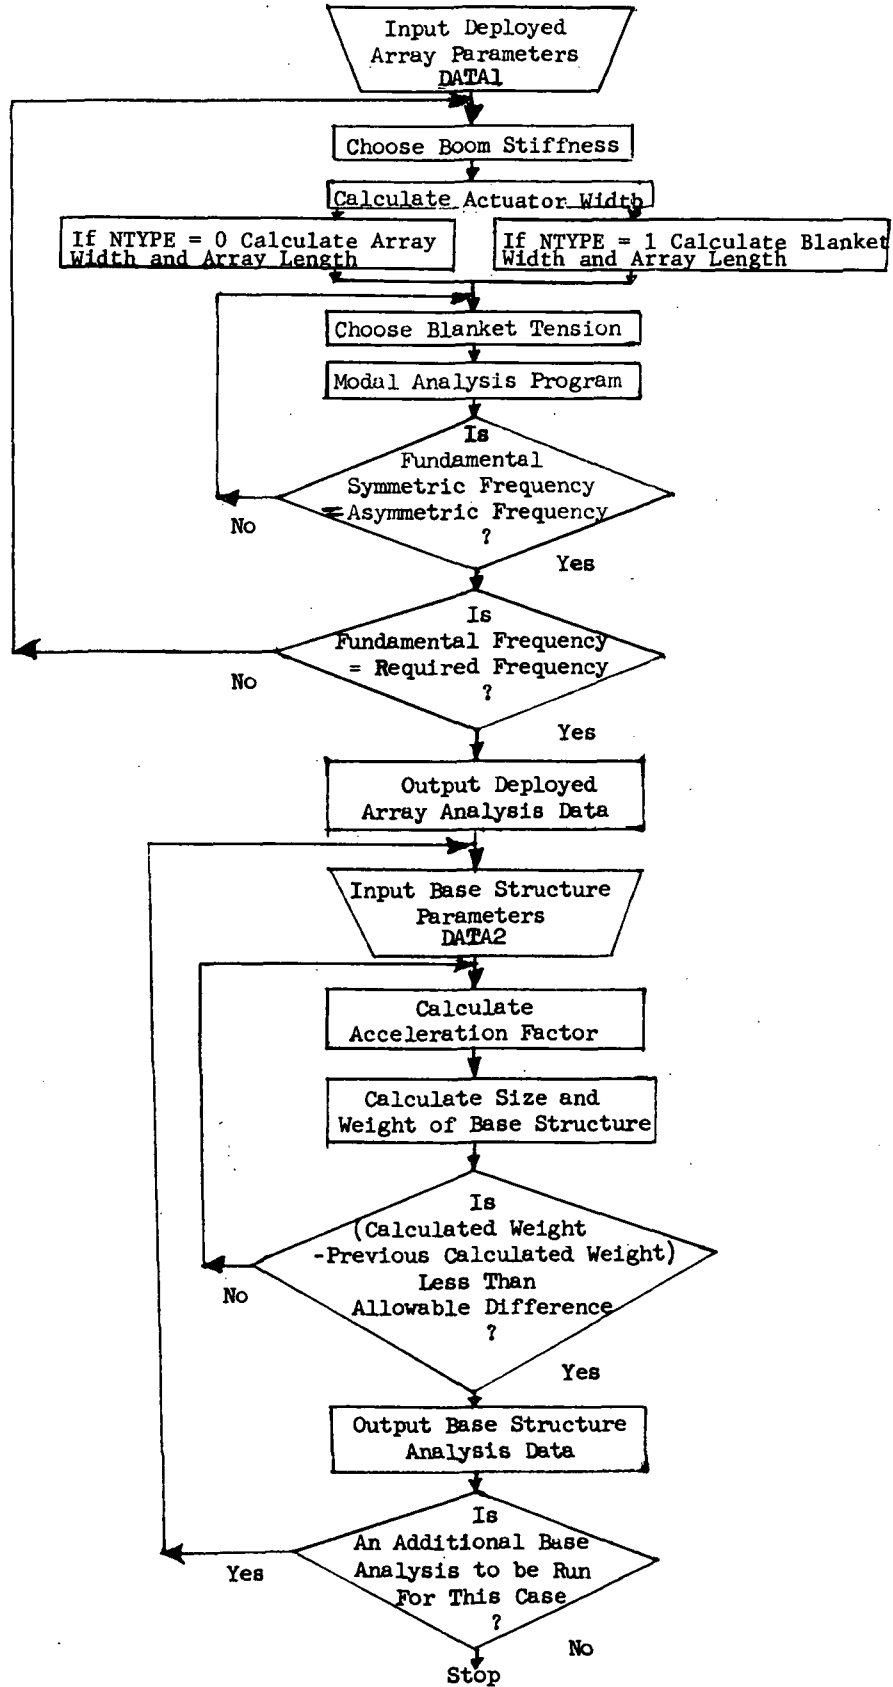 Input Deployed
Array Parameters
DATA1
Choose Boom Stiffness
Calculate Actuator Width
If NTYPE = 0 Calculate Array
Width and Array Length
If NTYPE = 1 Calculate Blanket
Width and Array Length
Choose Blanket Tension
Modal Analysis Program
Is
Fundamental
Symmetric Frequency
= Asymmetric Frequency
?
No
Yes
Is
Fundamental Frequency
= Required Frequency
?
No
Yes
Output Deployed
Array Analysis Data
Input Base Structure
Parameters
DATA2
Calculate
Acceleration Factor
Calculate Size and
Weight of Base Structure
Is
(Calculated Weight
-Previous Calculated Weight)
Less Than
Allowable Difference
?
No
Yes
Output Base Structure
Analysis Data
Is
An Additional Base
Analysis to be Run
For This Case
?
Yes
No
Stop